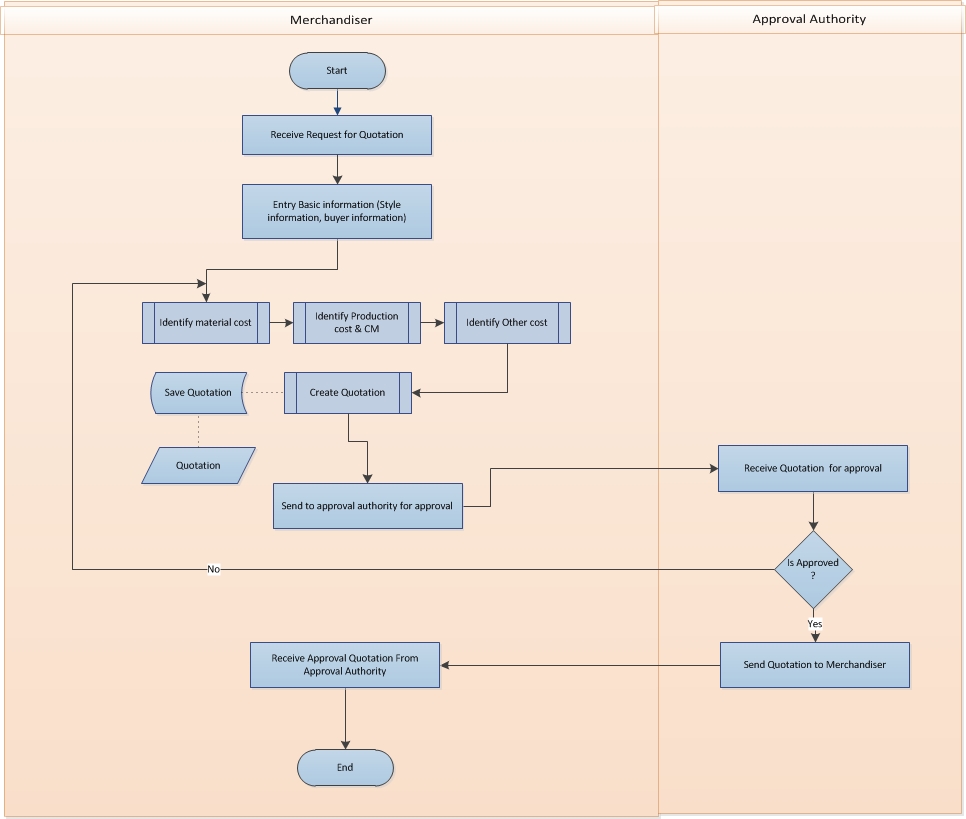 Merchandiser
Approval Authority
Start
Receive Request for Quotation
Entry Basic information (Style
information, buyer information)
Identify material cost
Identify Production
cost & CM
Identify Other cost
Save Quotation
Create Quotation
Quotation
Send to approval authority for approval
Receive Quotation  for approval
Is Approved
?
No
Yes
Receive Approval Quotation From
Approval Authority
Send Quotation to Merchandiser
End